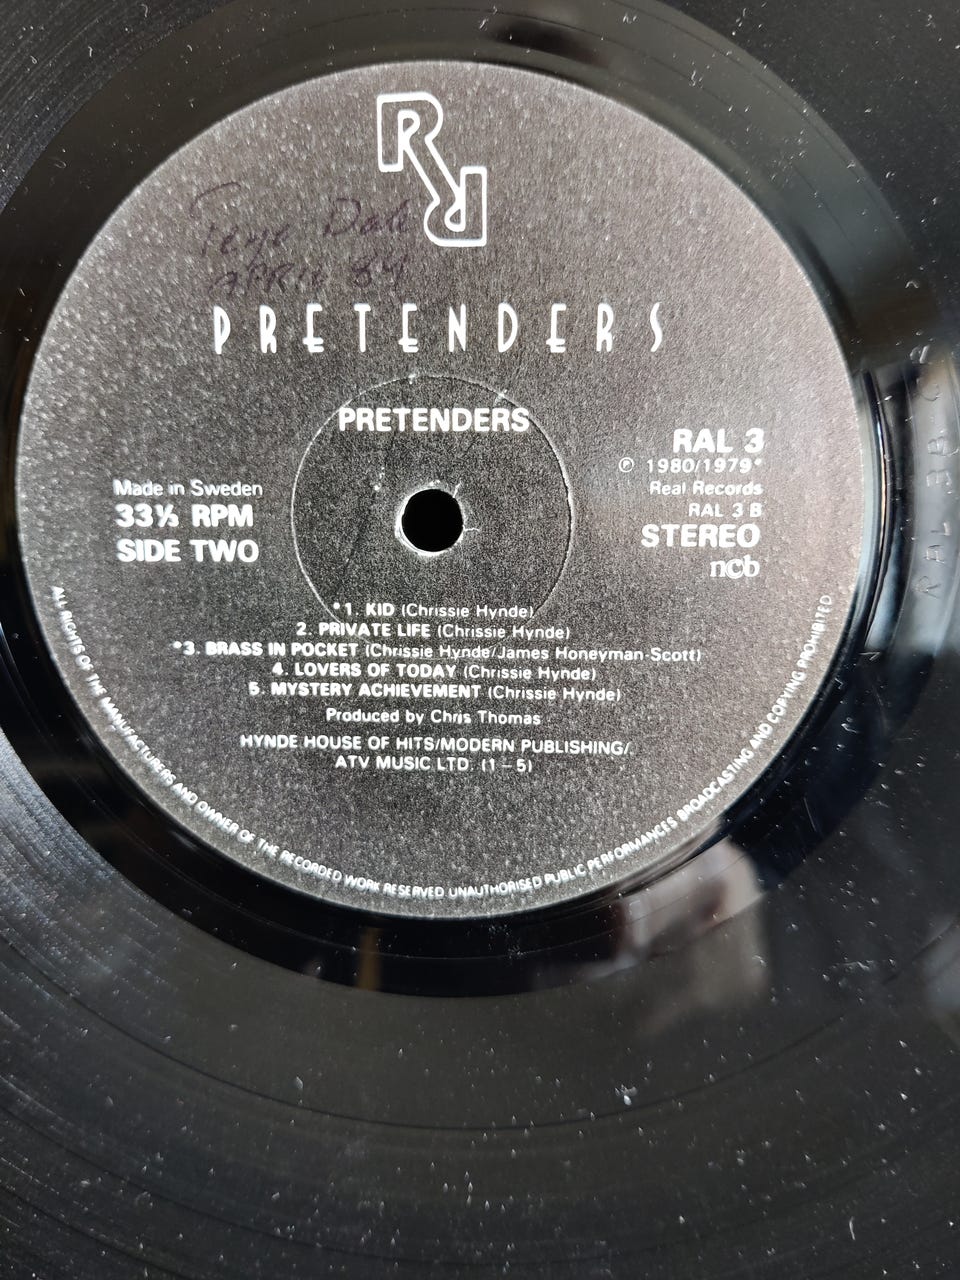 RR
APRIL 84
PRETENDERS
PRETENDERS
RAL 3
℗ 1980/1979*
Real Records
RAL 3 B
STEREO
ncb
Made in Sweden
33⅓ RPM
SIDE TWO
*1. KID (Chrissie Hynde)
2. PRIVATE LIFE (Chrissie Hynde)
*3. BRASS IN POCKET (Chrissie Hynde/James Honeyman-Scott)
4. LOVERS OF TODAY (Chrissie Hynde)
5. MYSTERY ACHIEVEMENT (Chrissie Hynde)
Produced by Chris Thomas
HYNDE HOUSE OF HITS/MODERN PUBLISHING/.
ATV MUSIC LTD. (1 – 5)
ALL RIGHTS OF THE MANUFACTURERS AND OWNER OF THE RECORDED WORK RESERVED UNAUTHORISED PUBLIC PERFORMANCES BROADCASTING AND COPYING PROHIBITED
RAL 3B